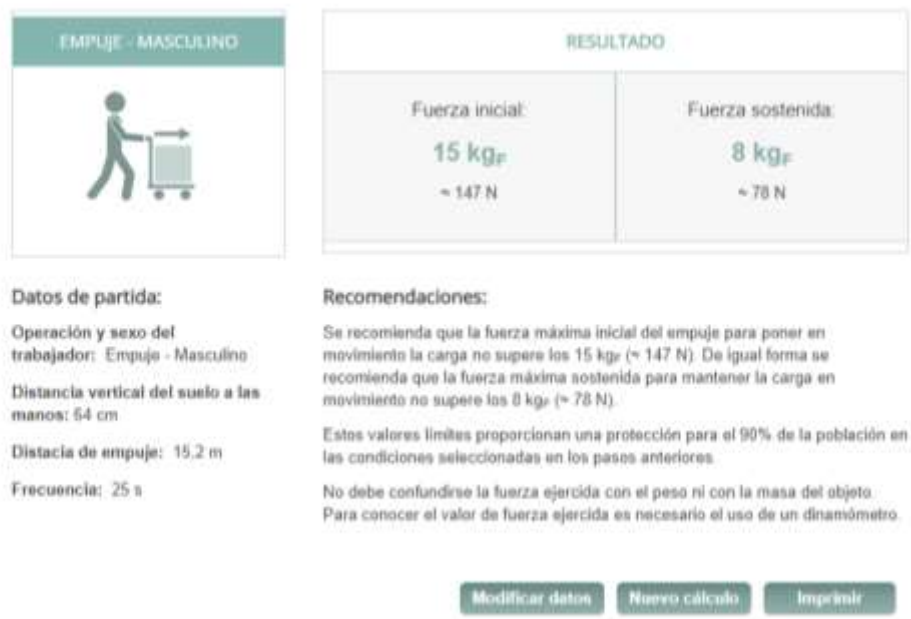 EMPUJE - MASCULINO
RESULTADO
Fuerza inicial:
15 kgF
≈ 147 N
Fuerza sostenida:
8 kgF
≈ 78 N
Datos de partida:
Operación y sexo del
trabajador: Empuje - Masculino
Distancia vertical del suelo a las
manos: 64 cm
Distacia de empuje: 15.2 m
Frecuencia: 25 s
Recomendaciones:
Se recomienda que la fuerza máxima inicial del empuje para poner en
movimiento la carga no supere los 15 kgF (≈ 147 N). De igual forma se
recomienda que la fuerza máxima sostenida para mantener la carga en
movimiento no supere los 8 kgF (≈ 78 N).
Estos valores límites proporcionan una protección para el 90% de la población en
las condiciones seleccionadas en los pasos anteriores.
No debe confundirse la fuerza ejercida con el peso ni con la masa del objeto.
Para conocer el valor de fuerza ejercida es necesario el uso de un dinamómetro.
Modificar datos
Nuevo cálculo
Imprimir